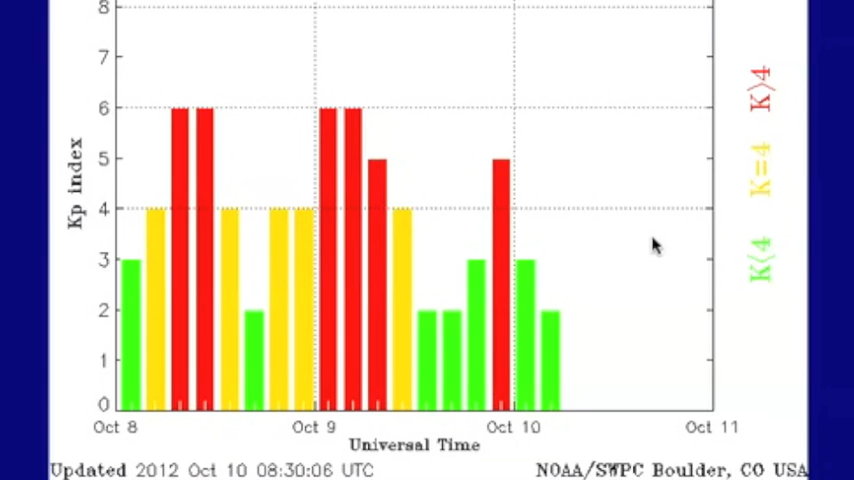 8
7
6
5
4
3
2
1
0
Kp index
Oct 8 Oct 9 Oct 10 Oct 11
Universal Time
Updated 2012 Oct 10 08:30:06 UTC
NOAA/SWPC Boulder, CO USA
K>4
K=4
K<4